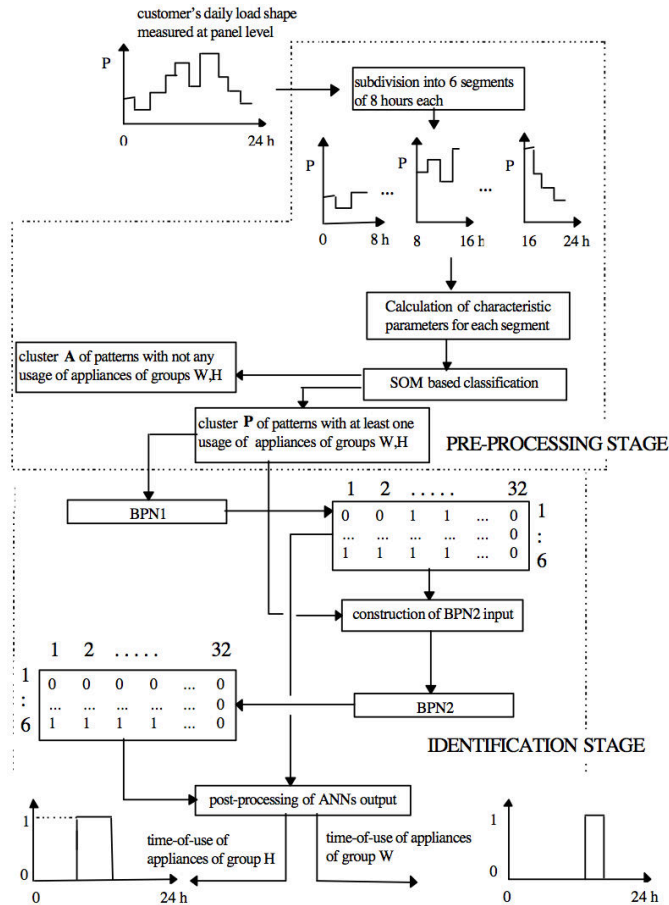 customer's daily load shape
measured at panel level
P
0 24 h
subdivision into 6 segments
of 8 hours each
P
0 8 h
...
P
8 16 h
...
P
16 24 h
Calculation of characteristic
parameters for each segment
SOM based classification
cluster A of patterns with not any
usage of appliances of groups W,H
cluster P of patterns with at least one
usage of appliances of groups W,H
PRE-PROCESSING STAGE
BPN1
1 2 ..... 32
0 0 1 1 ... 0
... ... ... ... ... 0
1 1 1 1 ... 0
1
:
6
construction of BPN2 input
BPN2
1 2 ..... 32
1
:
6
0 0 0 0 ... 0
... ... ... ... ... 0
1 1 1 1 ... 0
IDENTIFICATION STAGE
post-processing of ANNs output
1
0
0 24 h
time-of-use of
appliances of group H
time-of-use of appliances
of group W
1
0
0 24 h